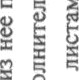 из нее п
олнител
листам